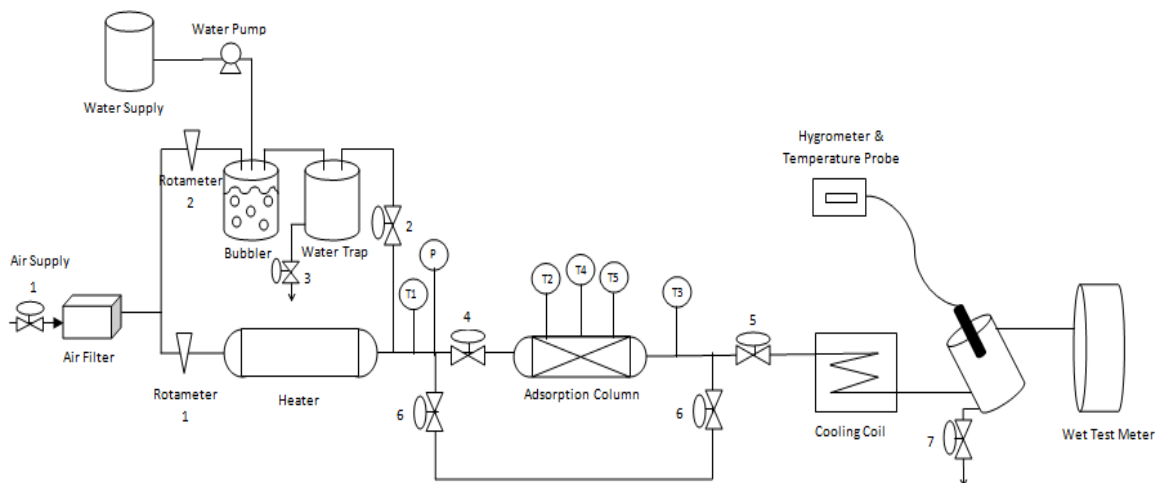 Water Pump
Water Supply
Hygrometer &
Temperature Probe
Rotameter
2
Bubbler
Water Trap
2
3
Air Supply
1
Air Filter
Rotameter
1
Heater
T1
P
4
T2
T4
T5
T3
Adsorption Column
5
6
6
Cooling Coil
7
Wet Test Meter